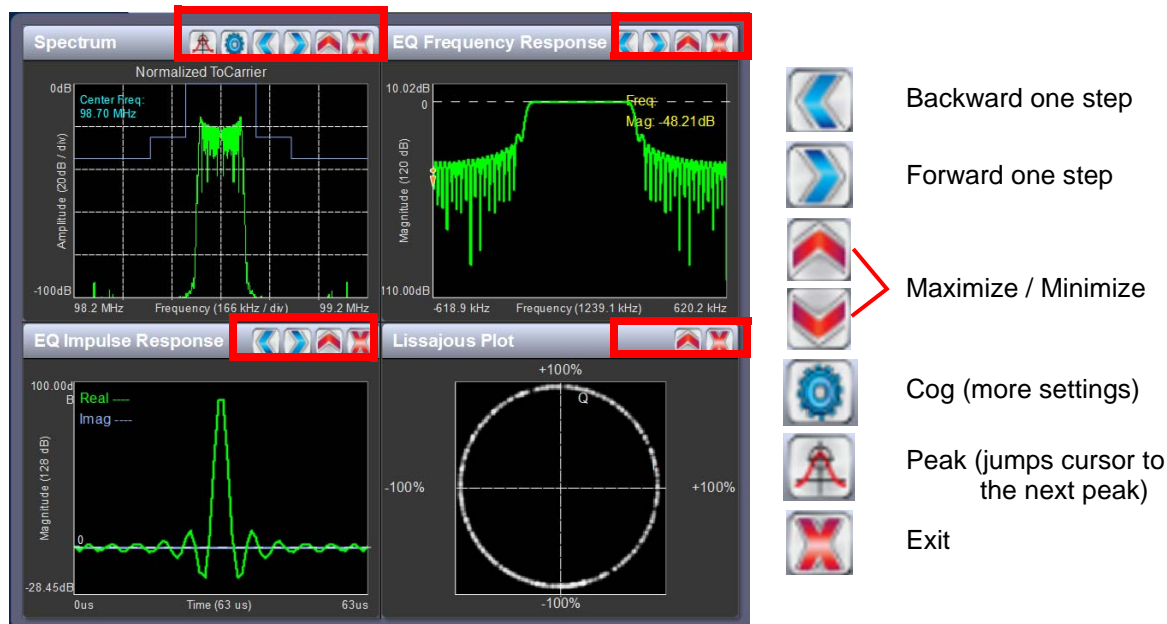 Spectrum
Normalized ToCarrier
0dB
Center Freq:
98.70 MHz
Amplitude (20dB / div)
-100dB
98.2 MHz Frequency (166 kHz / div) 99.2 MHz
EQ Frequency Response
10.02dB
0
Freq:
Mag: -48.21dB
Magnitude (120 dB)
110.00dB
-618.9 kHz Frequency (1239.1 kHz) 620.2 kHz
EQ Impulse Response
100.00d
B
Real ----
Imag ----
Magnitude (128 dB)
0
-28.45dB
0us Time (63 us) 63us
Lissajous Plot
+100%
Q
-100% +100%
-100%
Backward one step
Forward one step
Maximize / Minimize
Cog (more settings)
Peak (jumps cursor to
the next peak)
Exit